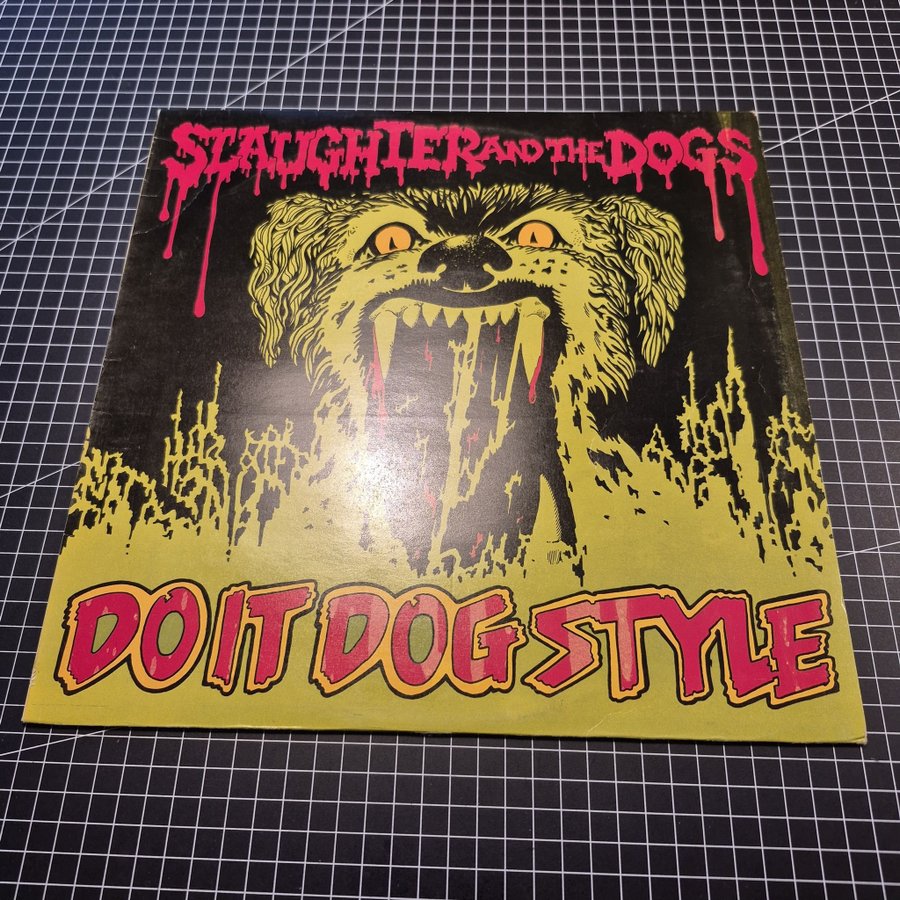 SLAUGHTER AND THE DOGS
DO IT DOG STYLE